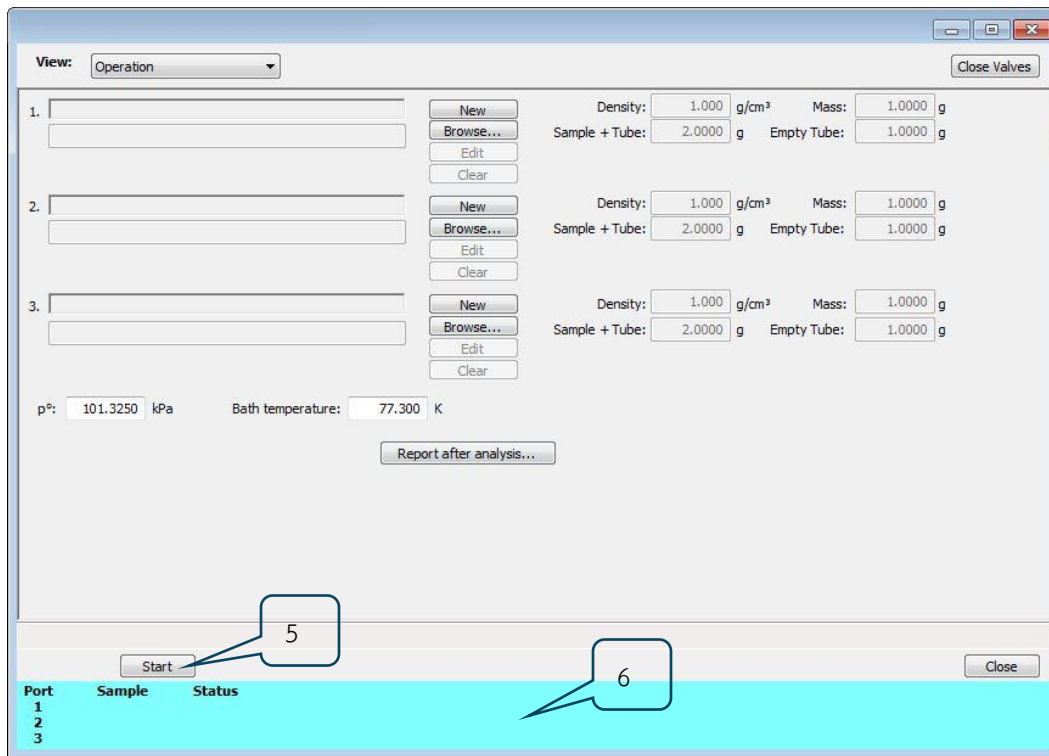 View: Operation Close Valves
1. New Density: 1.000 g/cm³ Mass: 1.0000 g
Browse... Sample + Tube: 2.0000 g Empty Tube: 1.0000 g
Edit
Clear
2. New Density: 1.000 g/cm³ Mass: 1.0000 g
Browse... Sample + Tube: 2.0000 g Empty Tube: 1.0000 g
Edit
Clear
3. New Density: 1.000 g/cm³ Mass: 1.0000 g
Browse... Sample + Tube: 2.0000 g Empty Tube: 1.0000 g
Edit
Clear
p°: 101.3250 kPa Bath temperature: 77.300 K
Report after analysis...
5
Start 6 Close
Port Sample Status
1
2
3